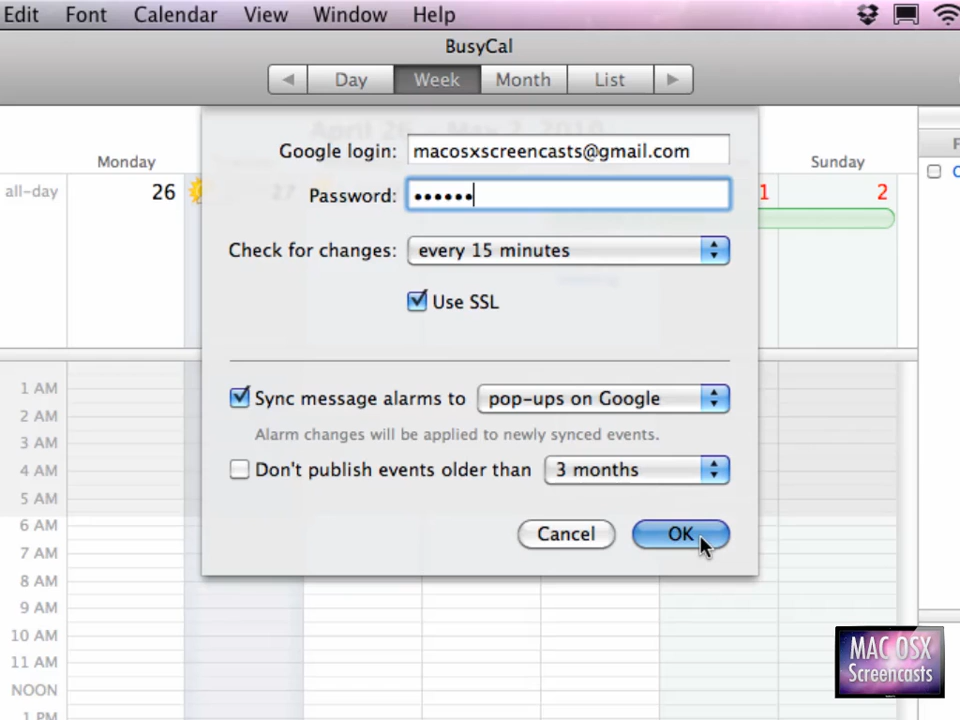 Edit Font Calendar View Window Help
BusyCal
Day Week Month List
Google login: macosxscreencasts@gmail.com
Monday Sunday
Password: ••••••
all-day 26 27 1 2
Check for changes: every 15 minutes
Use SSL
1 AM
Sync message alarms to pop-ups on Google
2 AM
Alarm changes will be applied to newly synced events.
3 AM
Don't publish events older than 3 months
4 AM
5 AM
6 AM
Cancel OK
7 AM
8 AM
9 AM
10 AM
11 AM
NOON
1 PM
MAC OSX
Screencasts